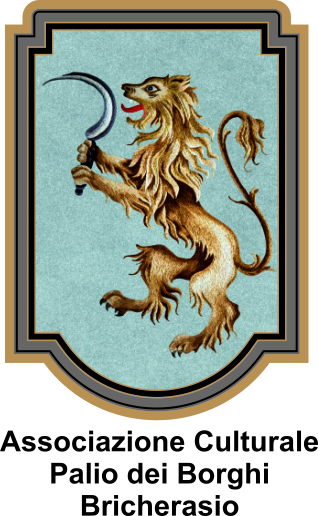 Associazione Culturale
Palio dei Borghi
Bricherasio